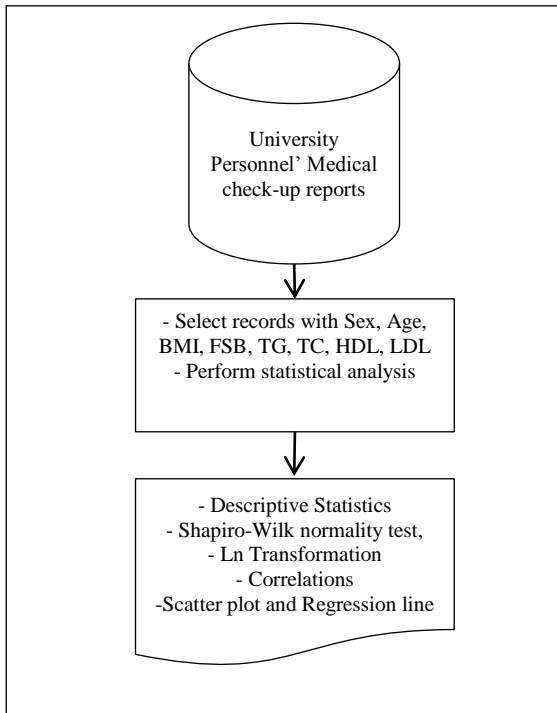 University
Personnel’ Medical
check-up reports
- Select records with Sex, Age,
BMI, FSB, TG, TC, HDL, LDL
- Perform statistical analysis
- Descriptive Statistics
- Shapiro-Wilk normality test,
- Ln Transformation
- Correlations
-Scatter plot and Regression line